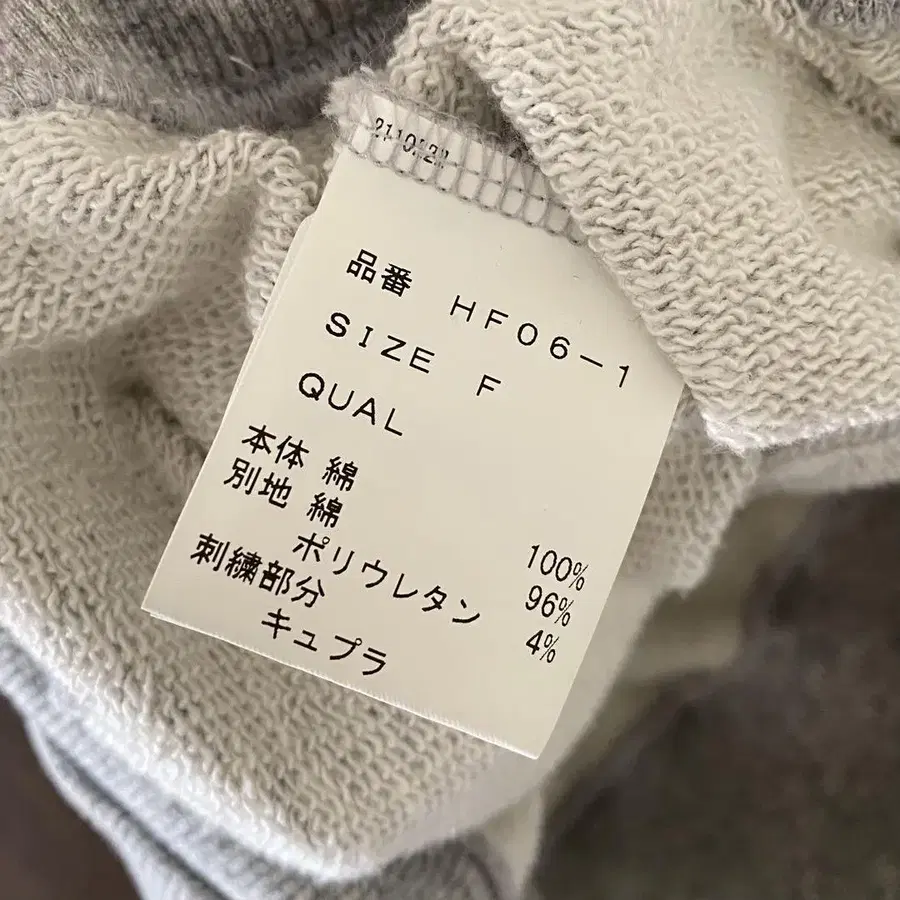 品番 HF06-1
SIZE F
QUAL
本体 綿 100%
別地 綿 96%
ポリウレタン 4%
刺繍部分
キュプラ